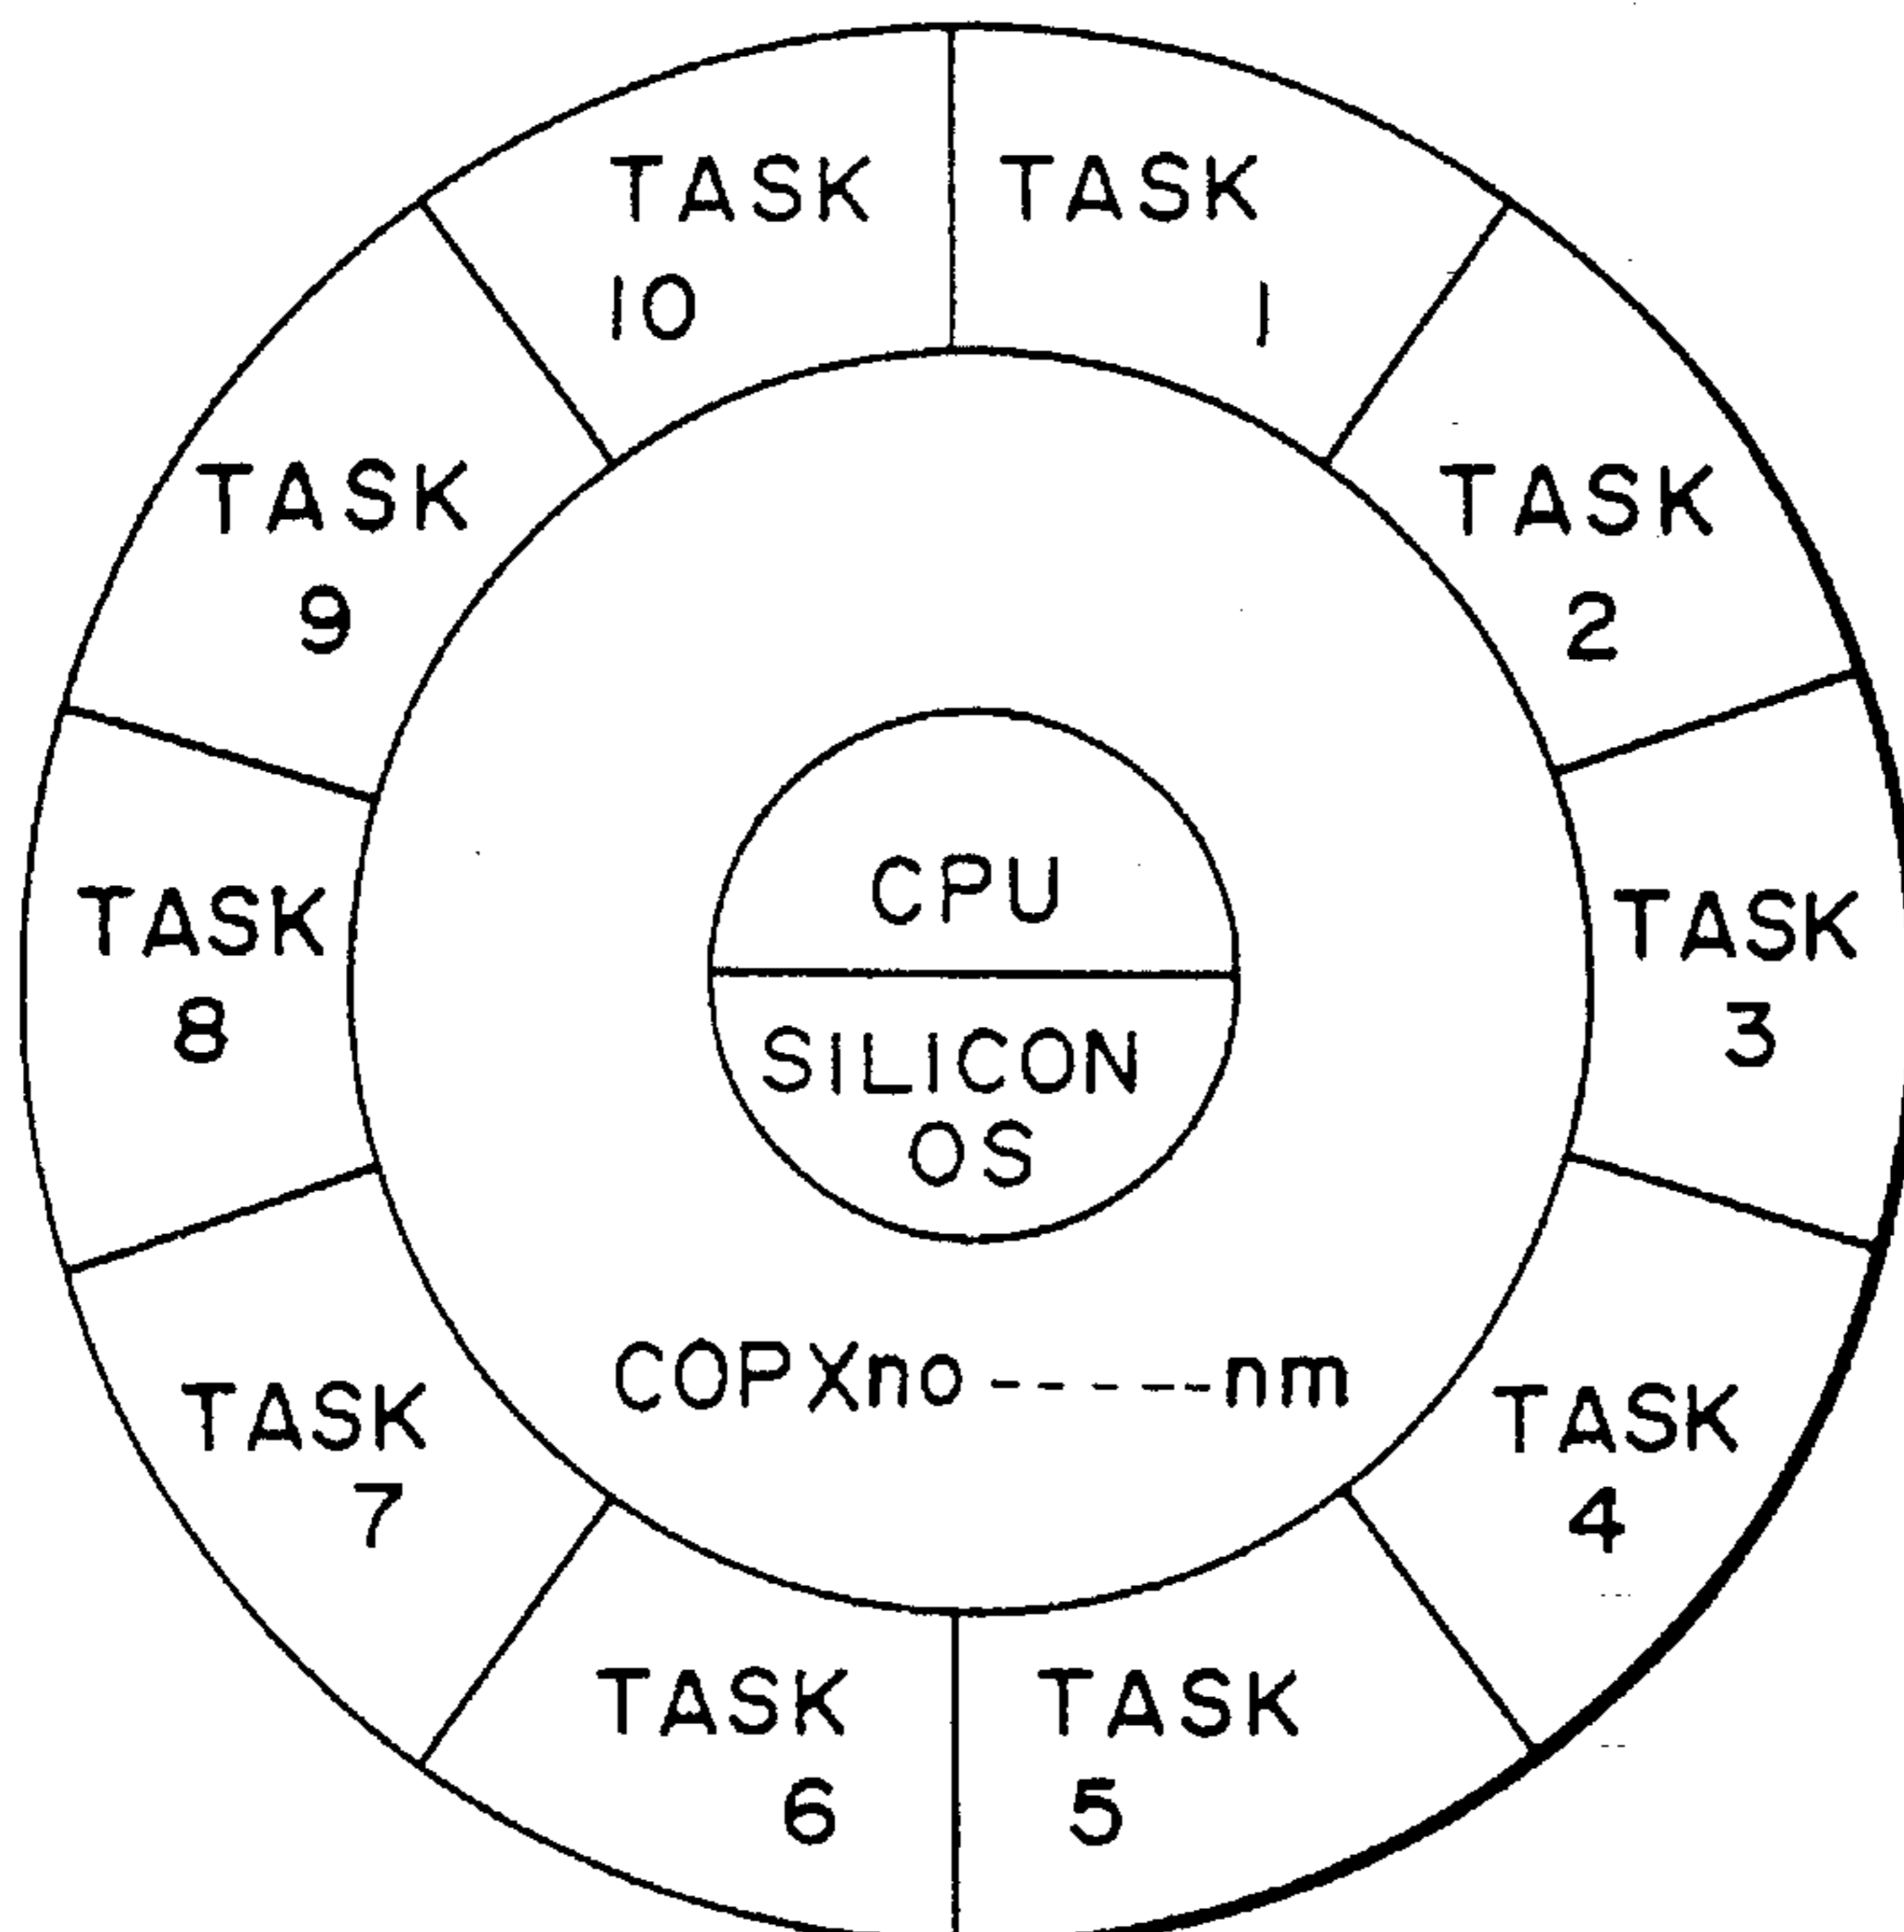 TASK
10
TASK
1
TASK
9
TASK
2
CPU
TASK
8
TASK
3
SILICON
OS
COPXno-----nm
TASK
7
TASK
4
TASK
6
TASK
5